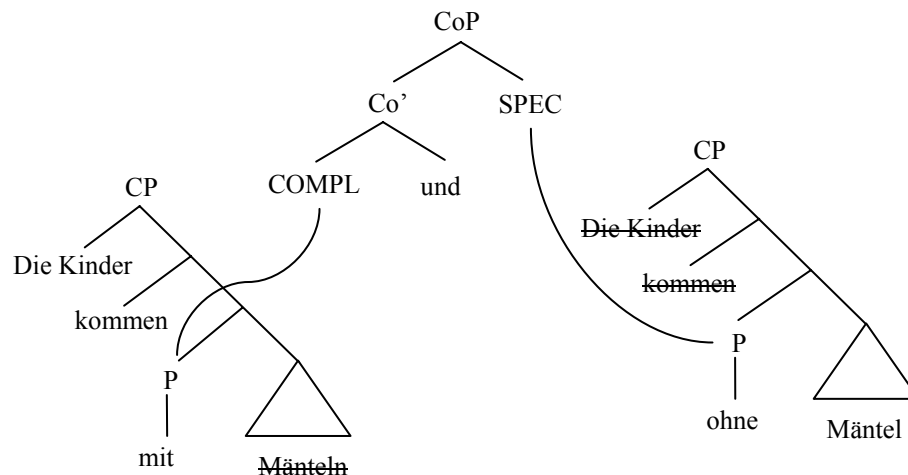 CoP
Co’ SPEC
CP COMPL und CP
Die Kinder Die Kinder
kommen kommen
P P
mit Mänteln ohne Mäntel